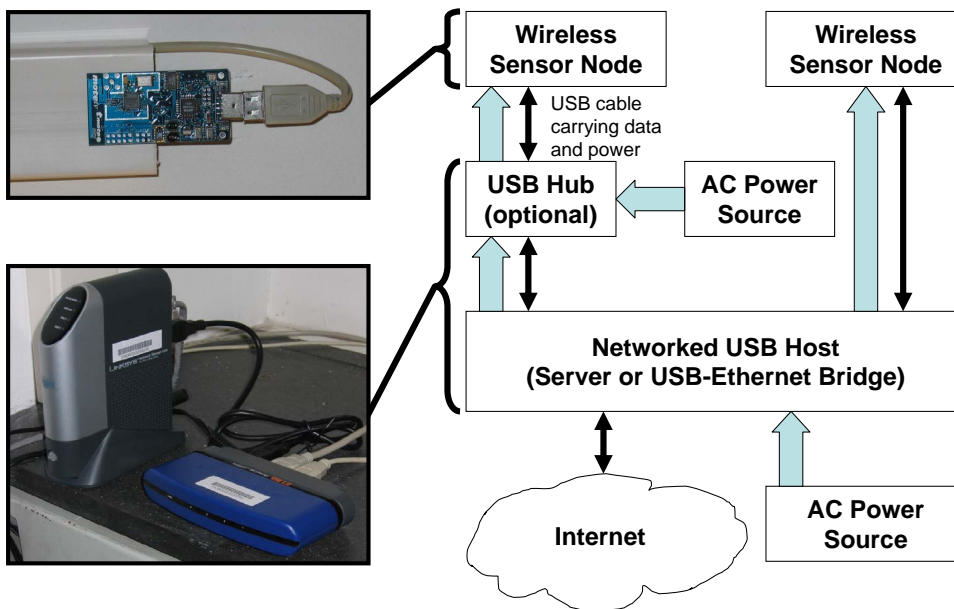 Wireless
Sensor Node
Wireless
Sensor Node
USB cable
carrying data
and power
USB Hub
(optional)
AC Power
Source
Networked USB Host
(Server or USB-Ethernet Bridge)
Internet
AC Power
Source
LINKSYS